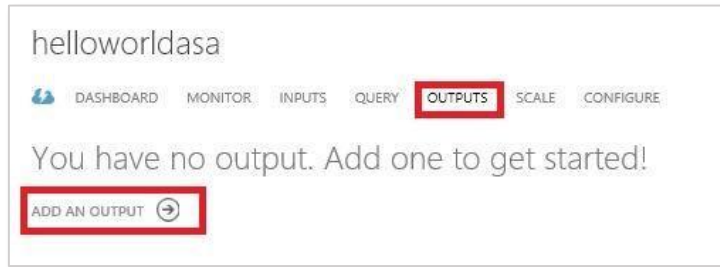 helloworldasa
DASHBOARD MONITOR INPUTS QUERY OUTPUTS SCALE CONFIGURE
You have no output. Add one to get started!
ADD AN OUTPUT